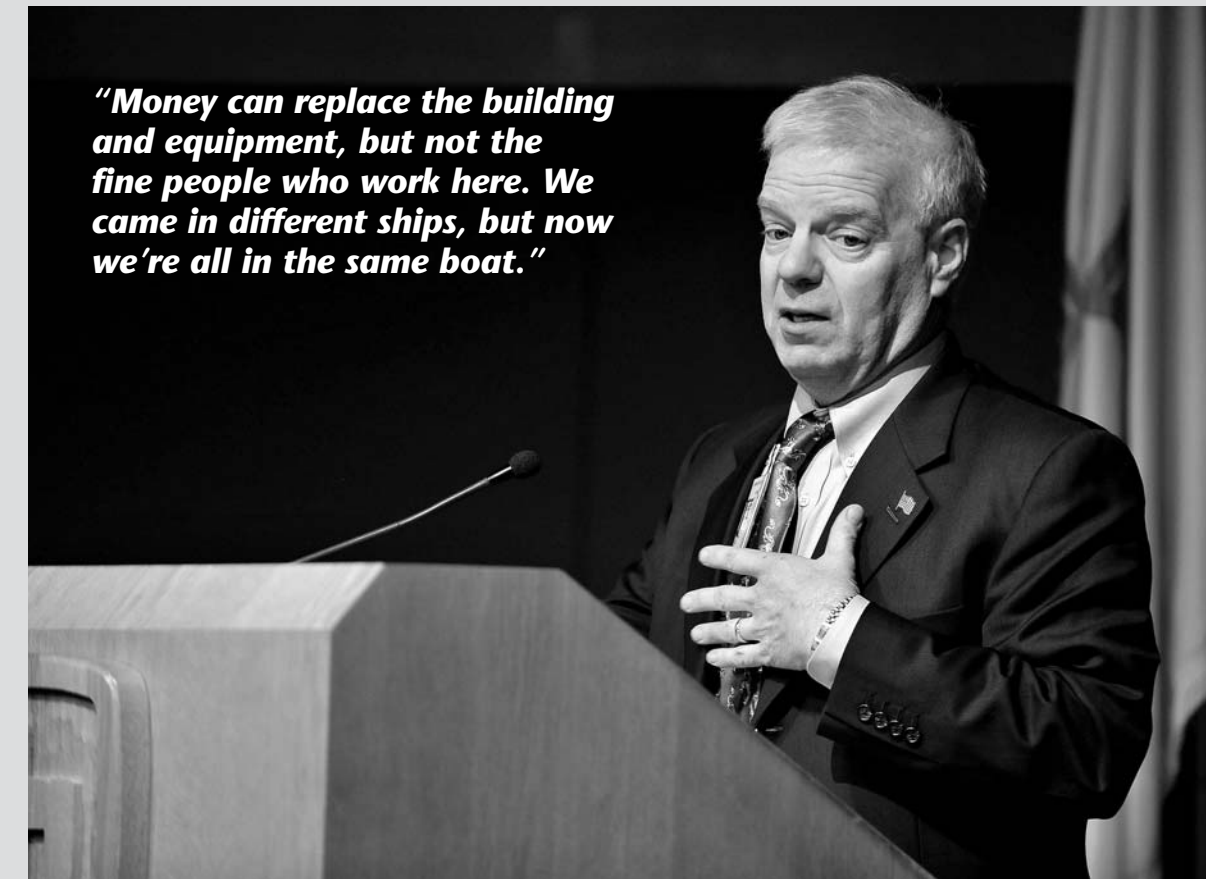 “Money can replace the building
and equipment, but not the
fine people who work here. We
came in different ships, but now
we’re all in the same boat.”